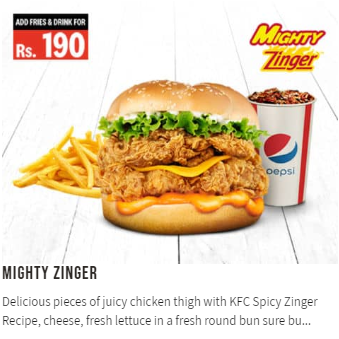 ADD FRIES & DRINK FOR
Rs. 190
MIGHTY
Zinger
pepsi
MIGHTY ZINGER
Delicious pieces of juicy chicken thigh with KFC Spicy Zinger
Recipe, cheese, fresh lettuce in a fresh round bun sure bu...